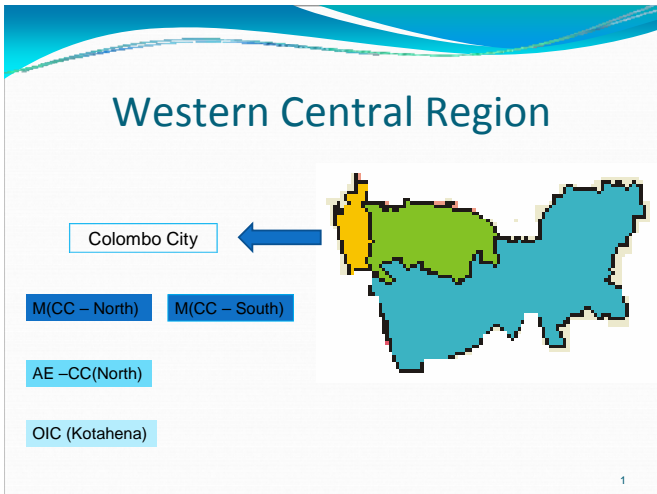 Western Central Region
Colombo City
M(CC – North) M(CC – South)
AE –CC(North)
OIC (Kotahena)
1